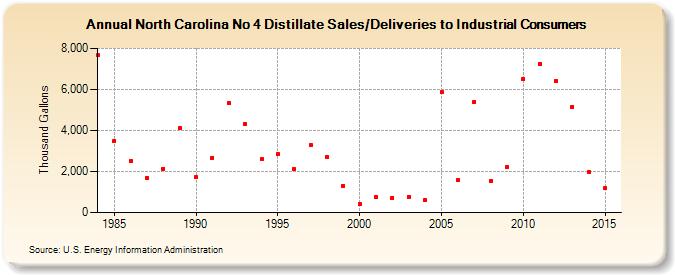 Annual North Carolina No 4 Distillate Sales/Deliveries to Industrial Consumers
Thousand Gallons
8,000
6,000
4,000
2,000
0
1985 1990 1995 2000 2005 2010 2015
Source: U.S. Energy Information Administration